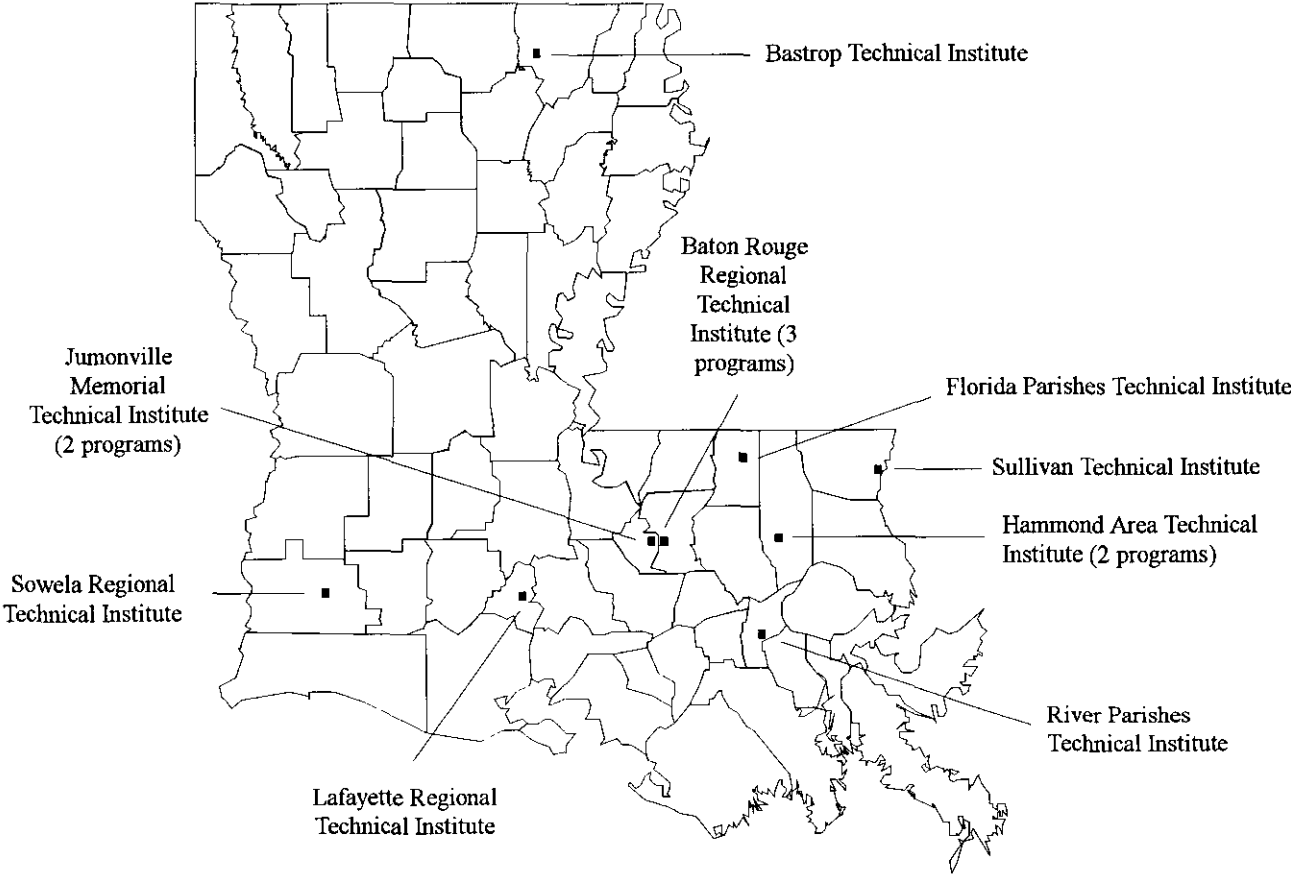 Bastrop Technical Institute
Baton Rouge
Regional
Technical
Institute (3
programs)
Jumonville
Memorial
Technical Institute
(2 programs)
Florida Parishes Technical Institute
Sullivan Technical Institute
Hammond Area Technical
Institute (2 programs)
Sowela Regional
Technical Institute
River Parishes
Technical Institute
Lafayette Regional
Technical Institute